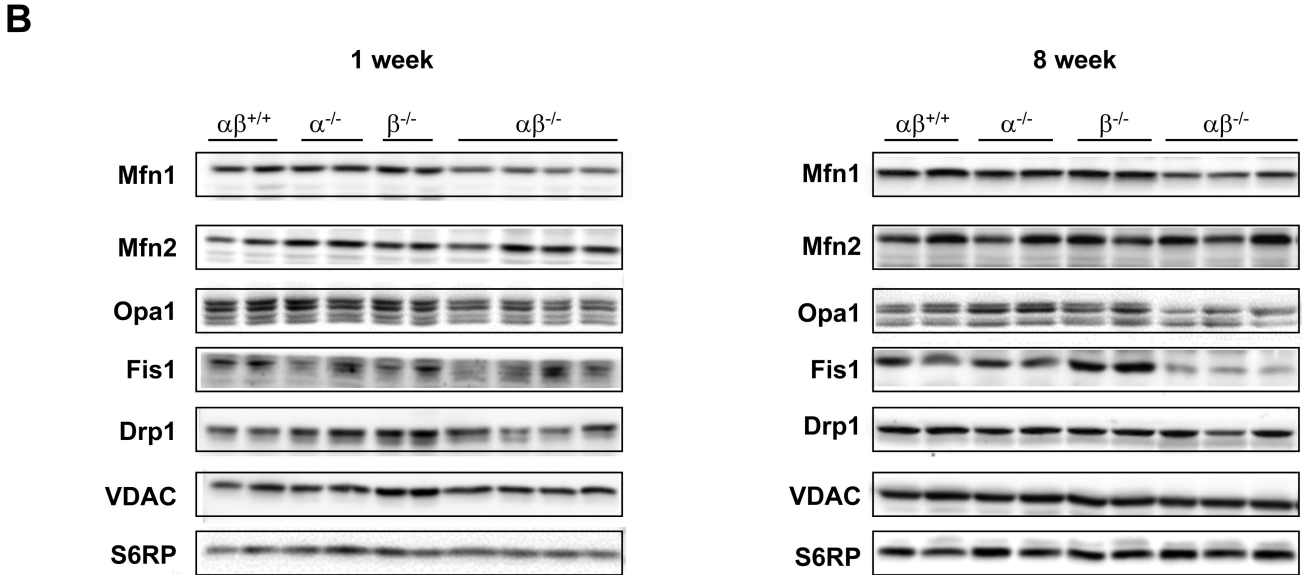 B
1 week 8 week
αβ+/+ α-/- β-/- αβ-/- αβ+/+ α-/- β-/- αβ-/-
Mfn1 Mfn1
Mfn2 Mfn2
Opa1 Opa1
Fis1 Fis1
Drp1 Drp1
VDAC VDAC
S6RP S6RP